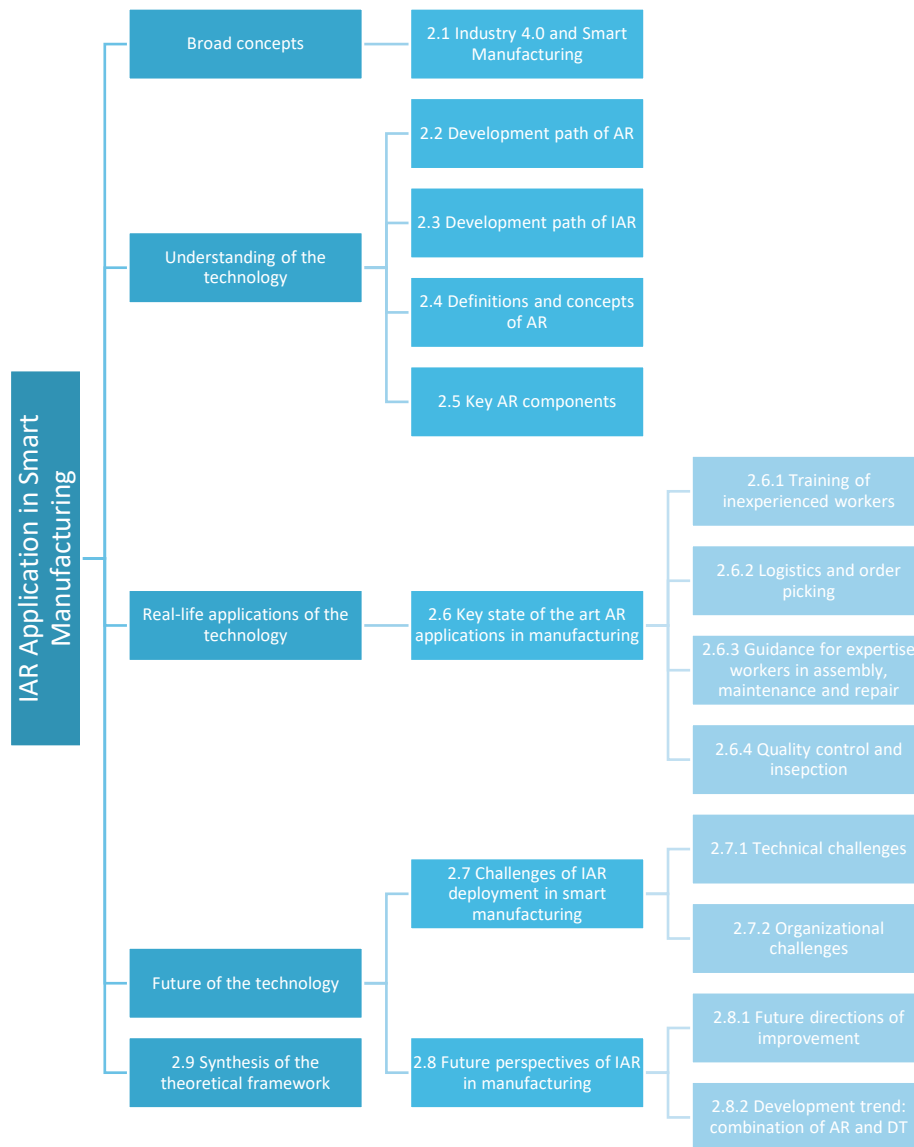 IAR Application in Smart
Manufacturing
Broad concepts
2.1 Industry 4.0 and Smart
Manufacturing
Understanding of the
technology
2.2 Development path of AR
2.3 Development path of IAR
2.4 Definitions and concepts
of AR
2.5 Key AR components
Real-life applications of the
technology
2.6 Key state of the art AR
applications in manufacturing
2.6.1 Training of
inexperienced workers
2.6.2 Logistics and order
picking
2.6.3 Guidance for expertise
workers in assembly,
maintenance and repair
2.6.4 Quality control and
insepction
Future of the technology
2.7 Challenges of IAR
deployment in smart
manufacturing
2.7.1 Technical challenges
2.7.2 Organizational
challenges
2.8 Future perspectives of IAR
in manufacturing
2.8.1 Future directions of
improvement
2.8.2 Development trend:
combination of AR and DT
2.9 Synthesis of the
theoretical framework